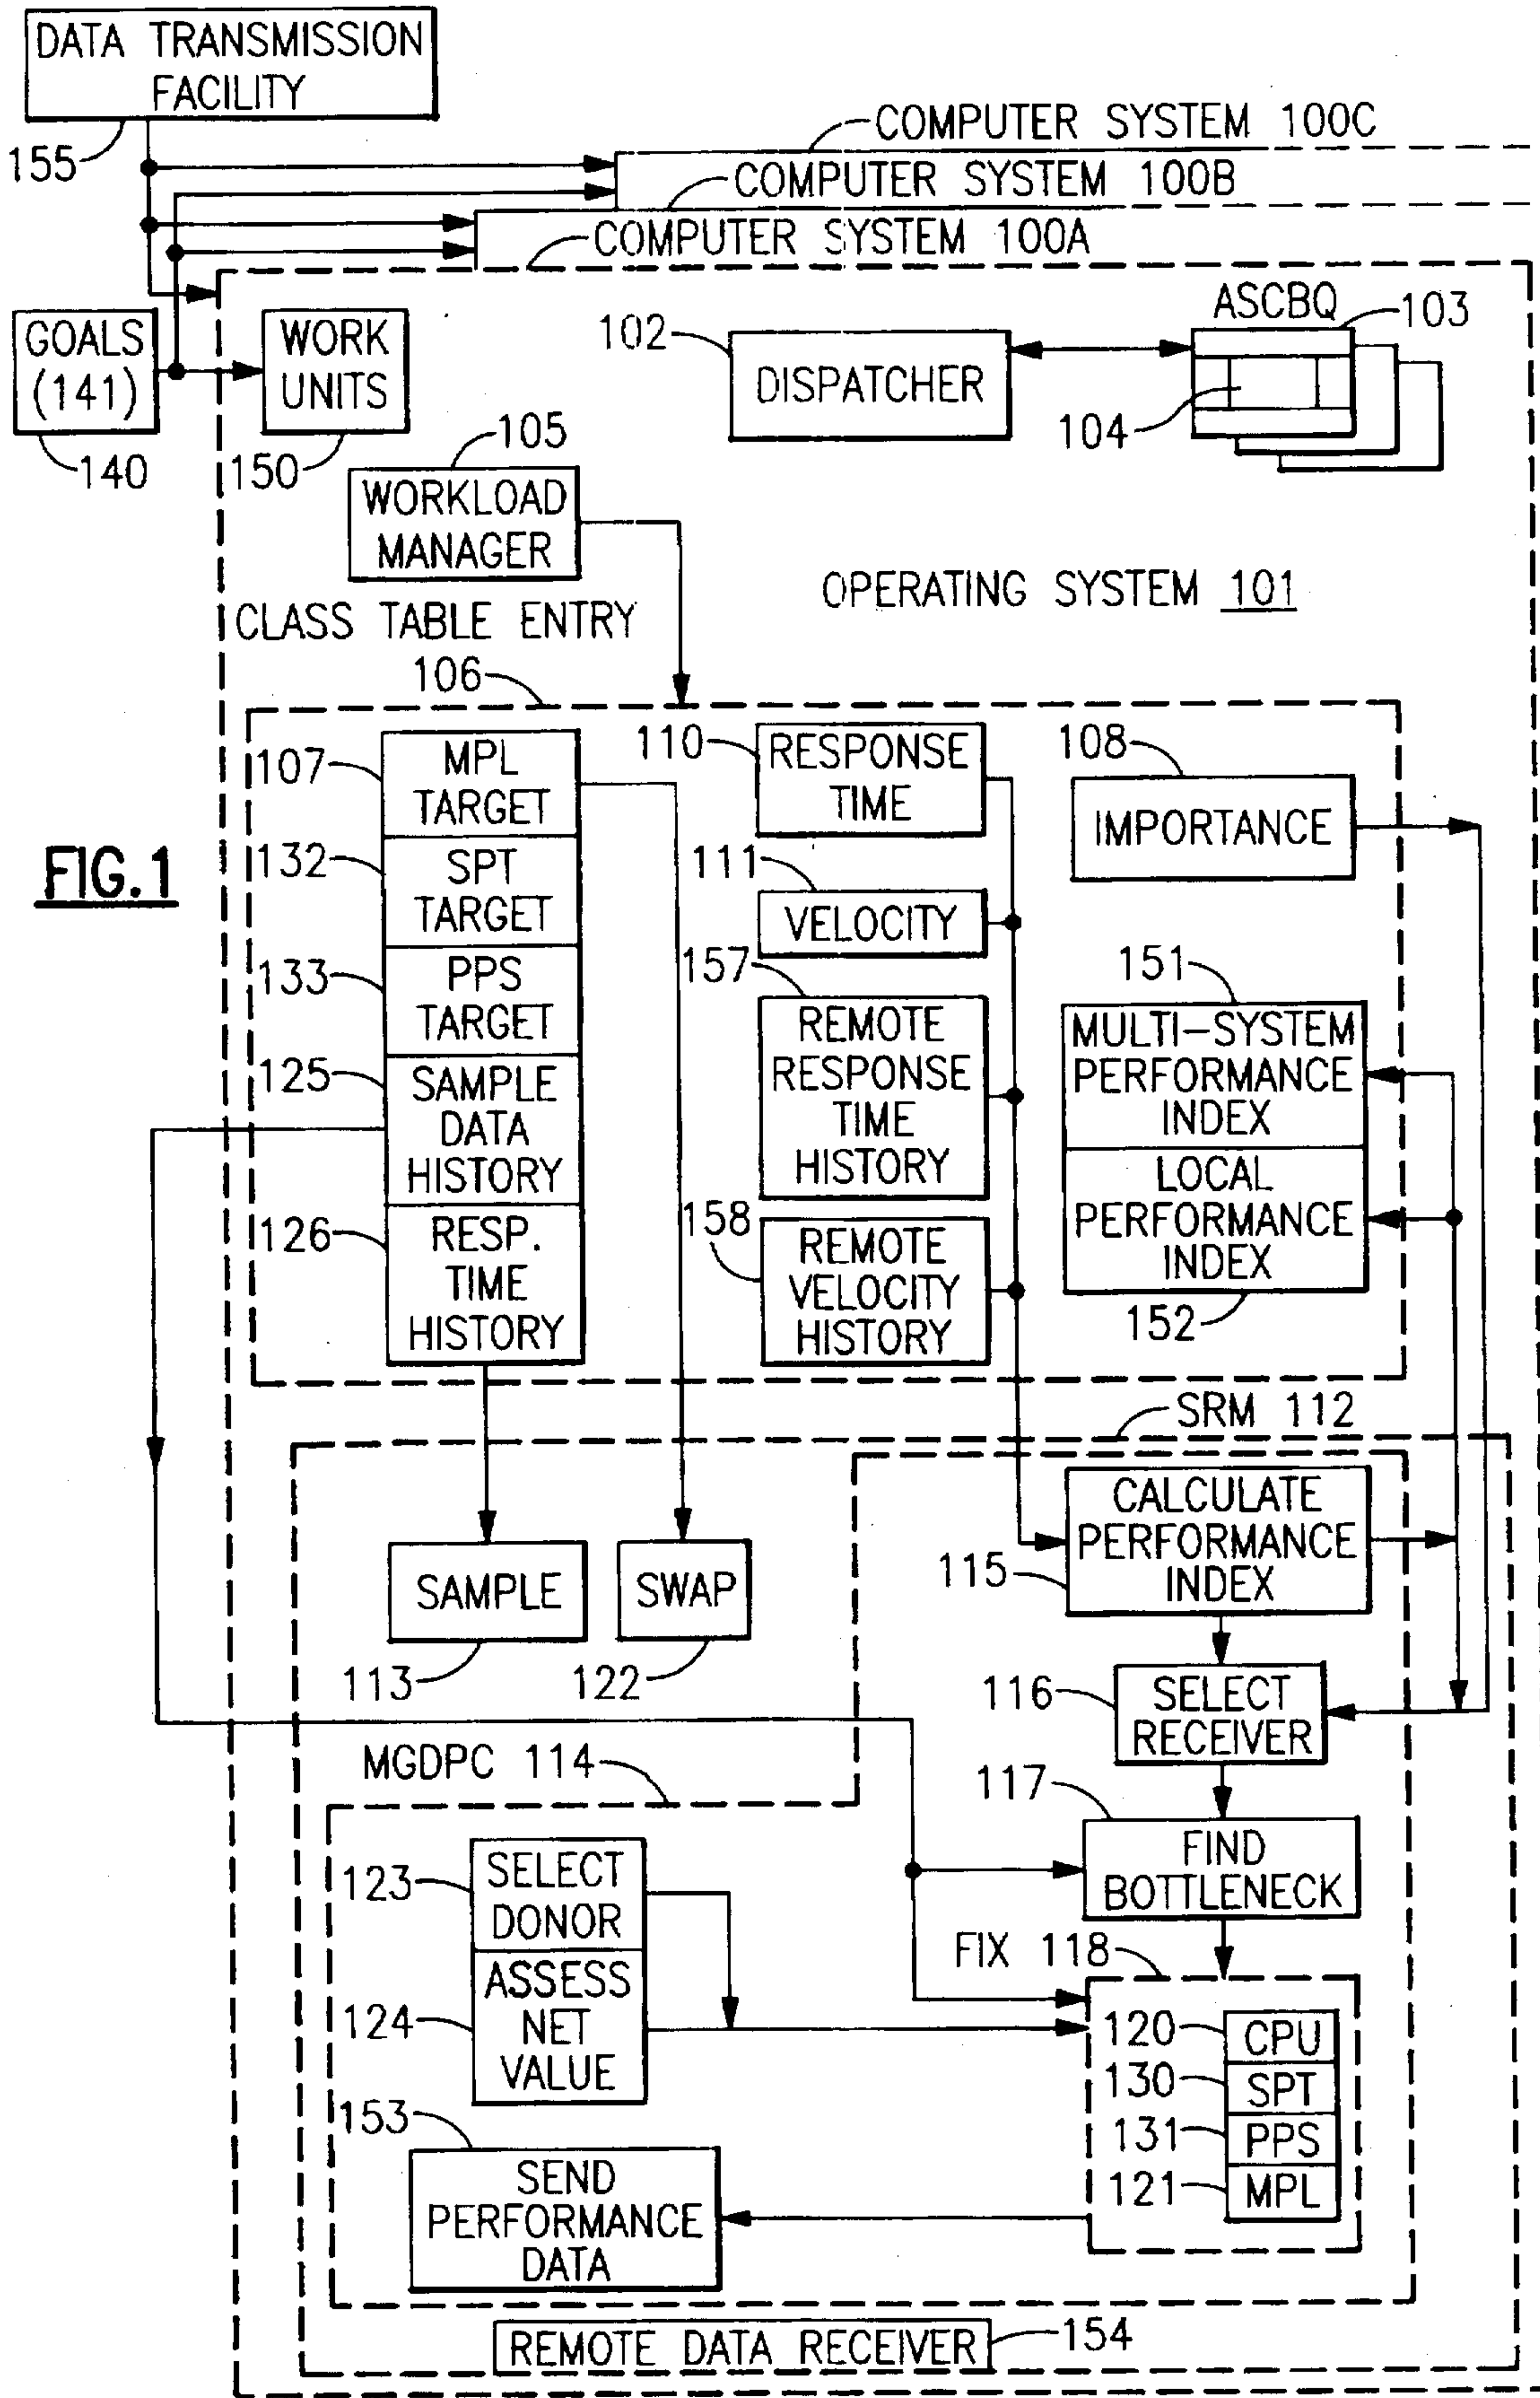 DATA TRANSMISSION
FACILITY
155
COMPUTER SYSTEM 100C
COMPUTER SYSTEM 100B
COMPUTER SYSTEM 100A
GOALS
(141)
140
WORK
UNITS
150
102
DISPATCHER
ASCBQ
103
104
105
WORKLOAD
MANAGER
OPERATING SYSTEM 101
CLASS TABLE ENTRY
106
FIG.1
107
MPL
TARGET
132
SPT
TARGET
133
PPS
TARGET
125
SAMPLE
DATA
HISTORY
126
RESP.
TIME
HISTORY
110
RESPONSE
TIME
111
VELOCITY
157
REMOTE
RESPONSE
TIME
HISTORY
158
REMOTE
VELOCITY
HISTORY
108
IMPORTANCE
151
MULTI-SYSTEM
PERFORMANCE
INDEX
LOCAL
PERFORMANCE
INDEX
152
SRM 112
SAMPLE
113
SWAP
122
CALCULATE
PERFORMANCE
INDEX
115
116
SELECT
RECEIVER
MGDPC 114
117
FIND
BOTTLENECK
123
SELECT
DONOR
124
ASSESS
NET
VALUE
FIX 118
120
CPU
130
SPT
131
PPS
121
MPL
153
SEND
PERFORMANCE
DATA
REMOTE DATA RECEIVER
154